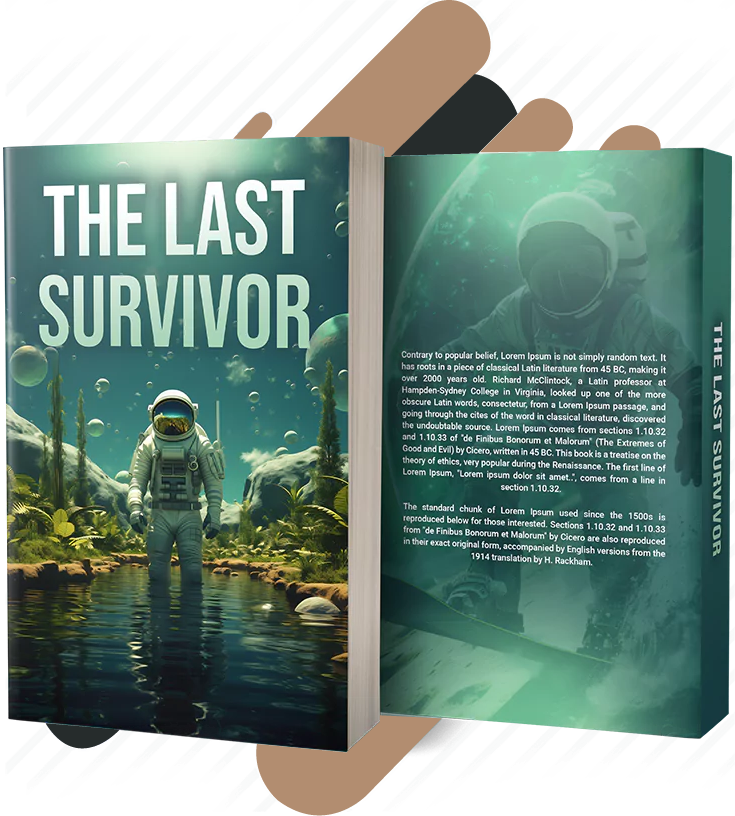 THE LAST
SURVIVOR
Contrary to popular belief, Lorem Ipsum is not simply random text. It
has roots in a piece of classical Latin literature from 45 BC, making it
over 2000 years old. Richard McClintock, a Latin professor at
Hampden-Sydney College in Virginia, looked up one of the more
obscure Latin words, consectetur, from a Lorem Ipsum passage, and
going through the cites of the word in classical literature, discovered
the undoubtable source. Lorem Ipsum comes from sections 1.10.32
and 1.10.33 of "de Finibus Bonorum et Malorum" (The Extremes of
Good and Evil) by Cicero, written in 45 BC. This book is a treatise on the
theory of ethics, very popular during the Renaissance. The first line of
Lorem Ipsum, "Lorem ipsum dolor sit amet..", comes from a line in
section 1.10.32.
The standard chunk of Lorem Ipsum used since the 1500s is
reproduced below for those interested. Sections 1.10.32 and 1.10.33
from "de Finibus Bonorum et Malorum" by Cicero are also reproduced
in their exact original form, accompanied by English versions from the
1914 translation by H. Rackham.
THE LAST SURVIVOR